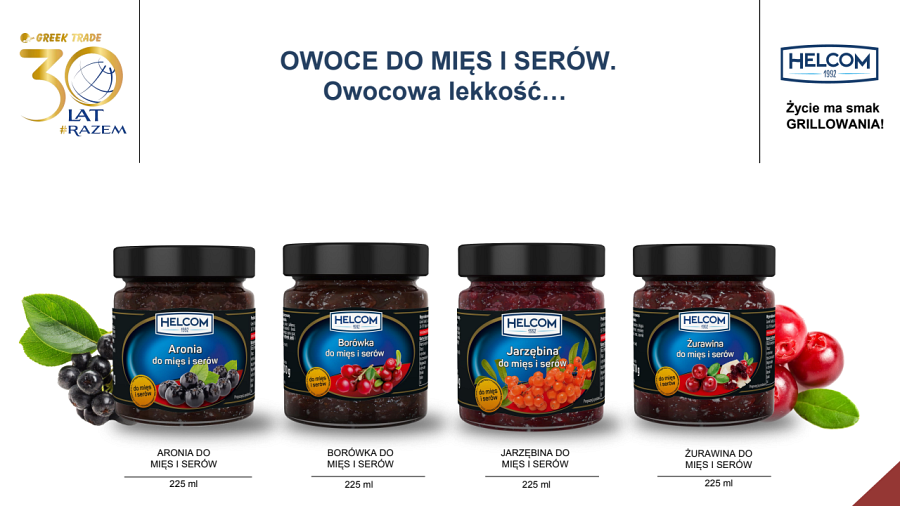 GREEK TRADE
30
LAT
#RAZEM
OWOCE DO MIĘS I SERÓW.
Owocowa lekkość…
HELCOM
1992
Życie ma smak
GRILLOWANIA!
HELCOM
1992
Aronia
do mięs i serów
do mięs
i serów
HELCOM
1992
Borówka
do mięs i serów
do mięs
i serów
HELCOM
1992
Jarzębina
do mięs i serów
do mięs
i serów
HELCOM
1992
Żurawina
do mięs i serów
do mięs
i serów
ARONIA DO
MIĘS I SERÓW
225 ml
BORÓWKA DO
MIĘS I SERÓW
225 ml
JARZĘBINA DO
MIĘS I SERÓW
225 ml
ŻURAWINA DO
MIĘS I SERÓW
225 ml